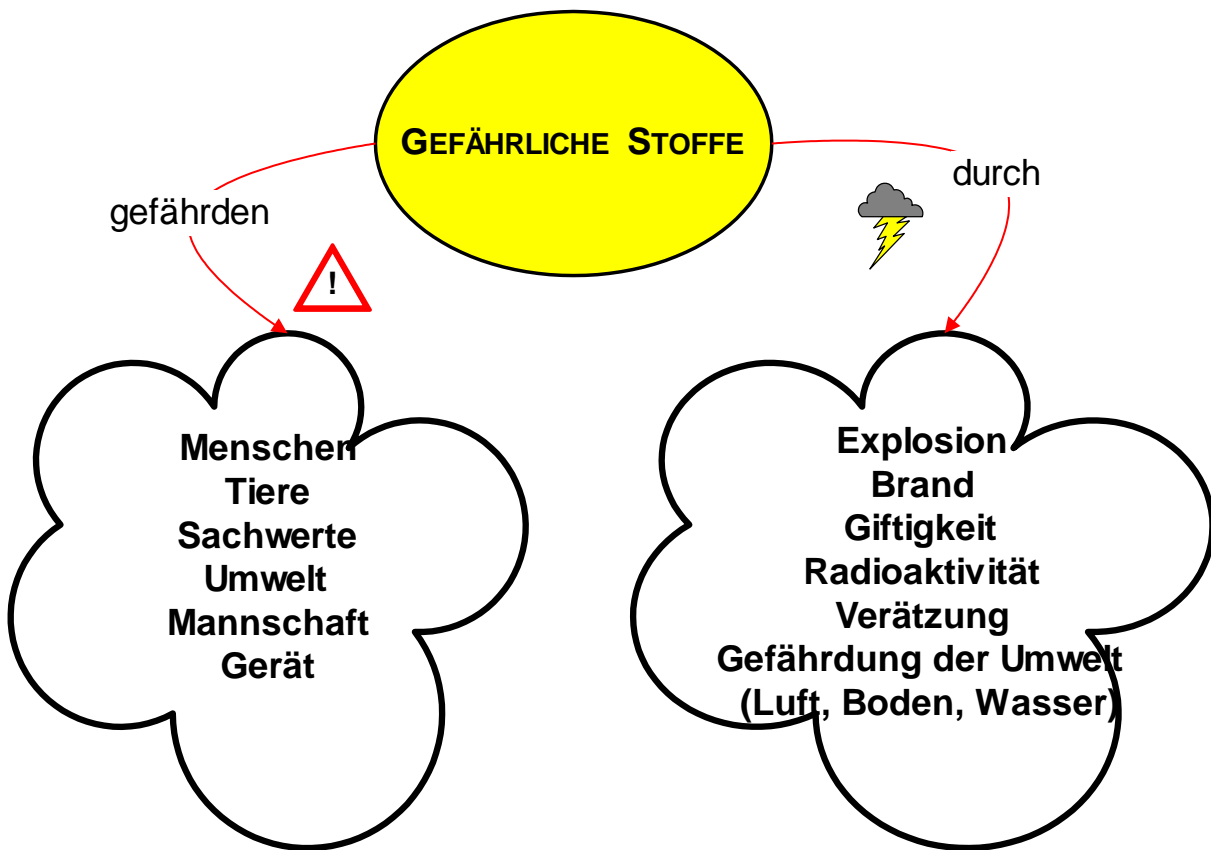 GEFÄHRLICHE STOFFE
gefährden
durch
!
Menschen
Tiere
Sachwerte
Umwelt
Mannschaft
Gerät
Explosion
Brand
Giftigkeit
Radioaktivität
Verätzung
Gefährdung der Umwelt
(Luft, Boden, Wasser)